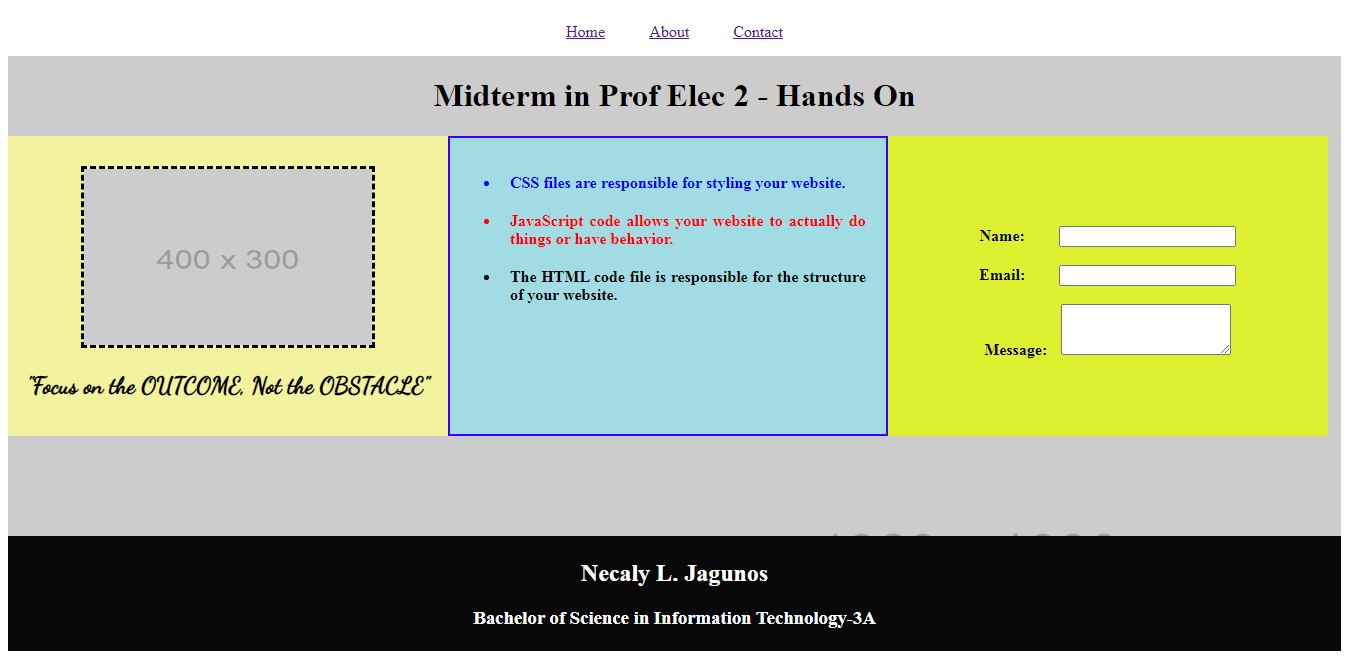 Home About Contact
Midterm in Prof Elec 2 - Hands On
400 x 300
"Focus on the OUTCOME, Not the OBSTACLE"
CSS files are responsible for styling your website.
JavaScript code allows your website to actually do
things or have behavior.
The HTML code file is responsible for the structure
of your website.
Name:
Email:
Message:
Necaly L. Jagunos
Bachelor of Science in Information Technology-3A